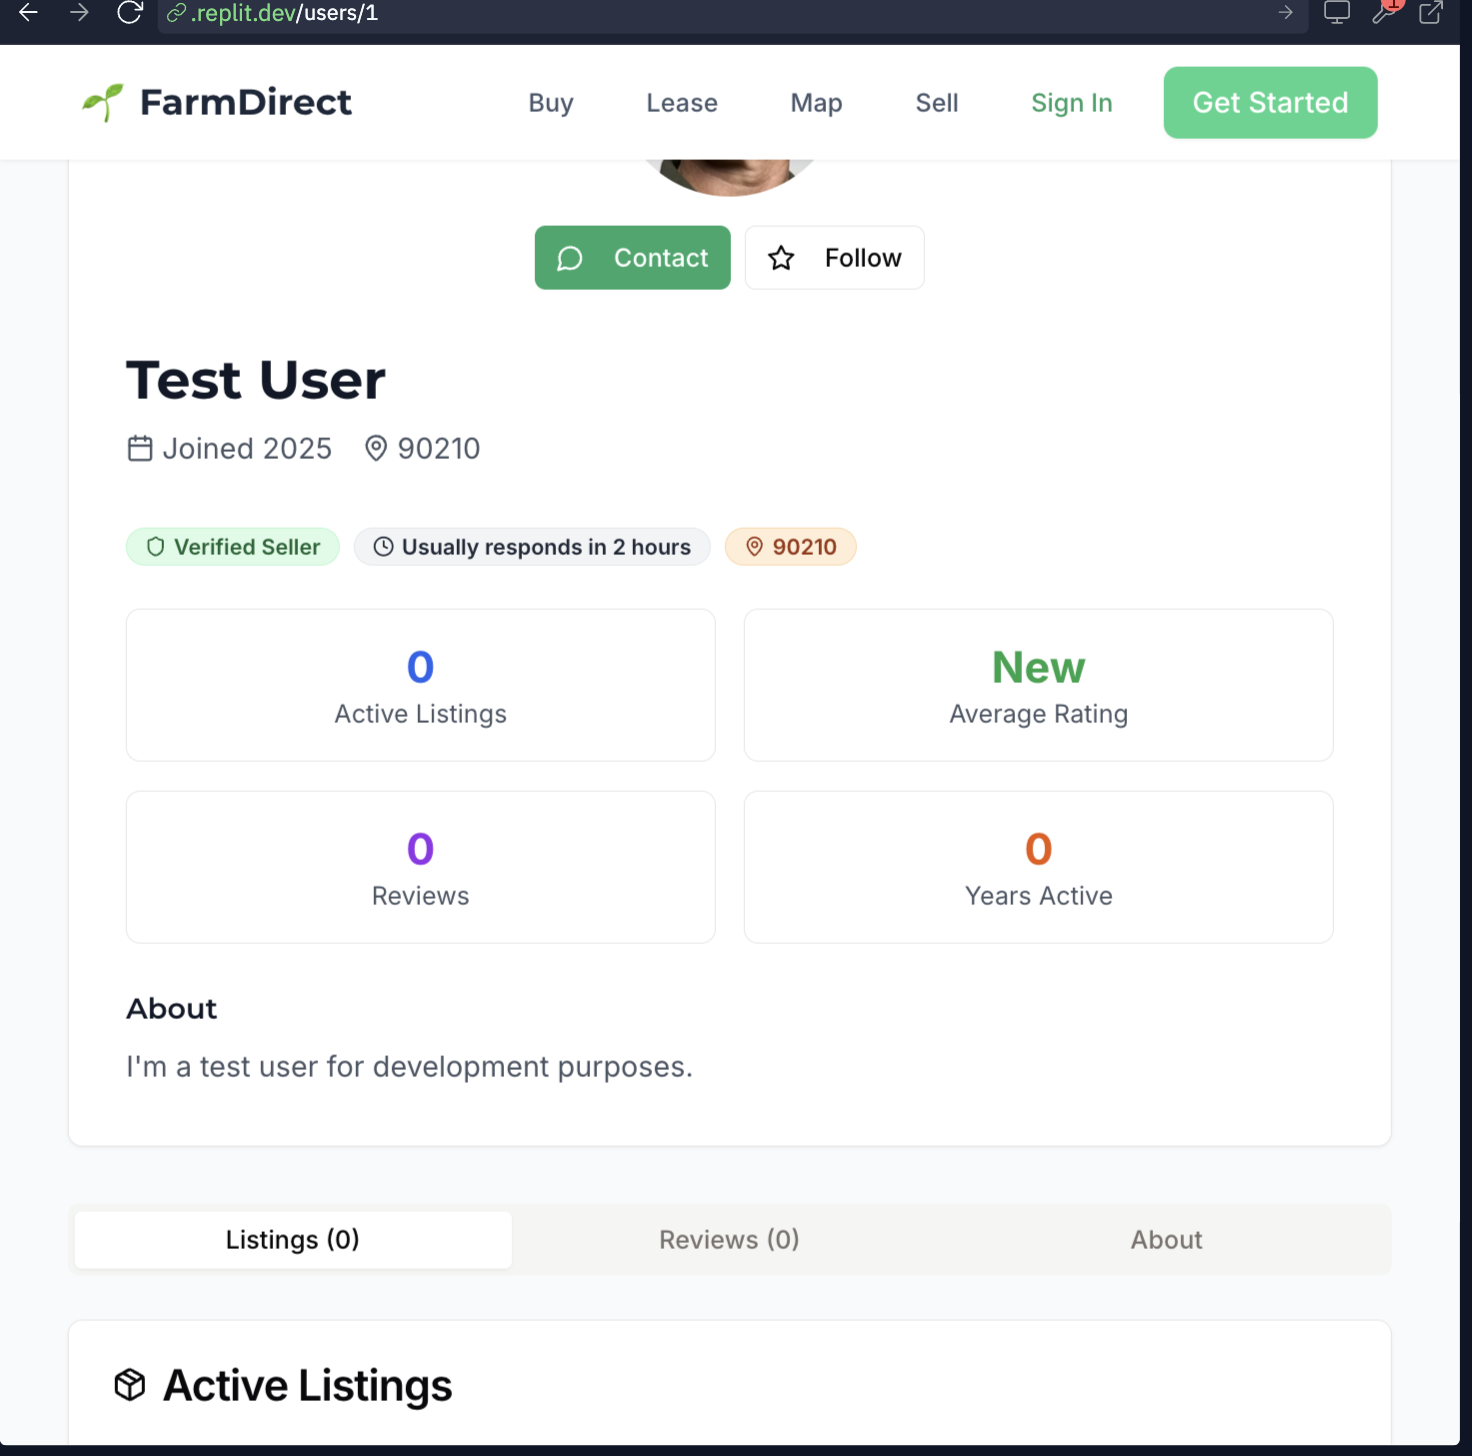 .replit.dev/users/1
1
FarmDirect
Buy
Lease
Map
Sell
Sign In
Get Started
Contact
Follow
Test User
Joined 2025
90210
Verified Seller
Usually responds in 2 hours
90210
0
Active Listings
New
Average Rating
0
Reviews
0
Years Active
About
I'm a test user for development purposes.
Listings (0)
Reviews (0)
About
Active Listings